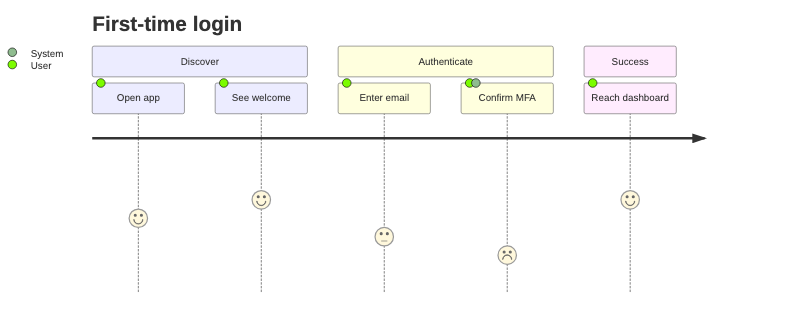 First-time login
System
User
Discover
Authenticate
Success
Open app
See welcome
Enter email
Confirm MFA
Reach dashboard